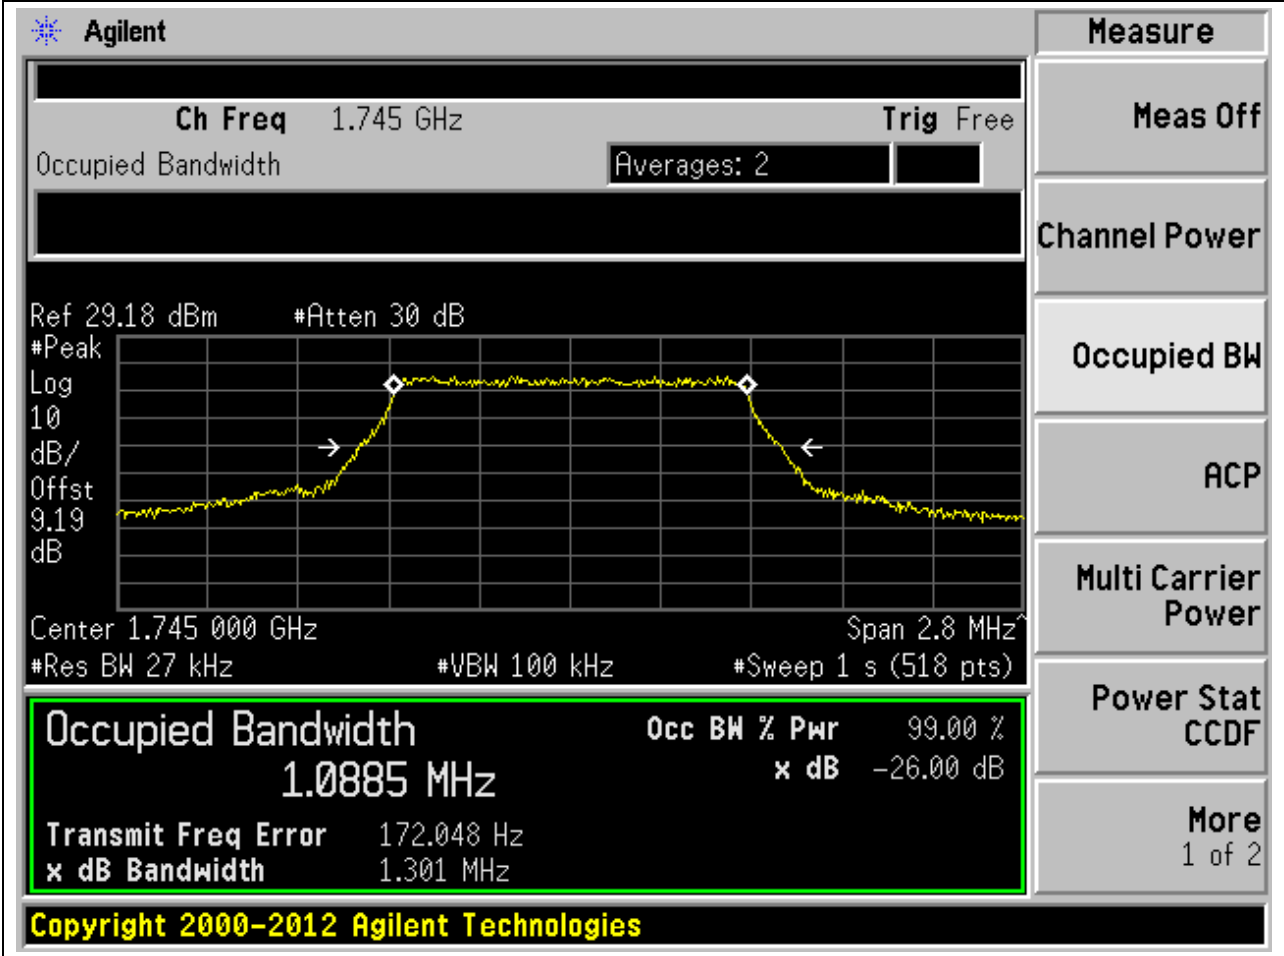 Agilent
Measure
Ch Freq 1.745 GHz Trig Free
Occupied Bandwidth Averages: 2
Meas Off
Channel Power
Occupied BW
ACP
Multi Carrier
Power
Power Stat
CCDF
More
1 of 2
Ref 29.18 dBm #Atten 30 dB
#Peak
Log
10
dB/
Offst
9.19
dB
Center 1.745 000 GHz Span 2.8 MHz^
#Res BW 27 kHz #VBW 100 kHz #Sweep 1 s (518 pts)
Occupied Bandwidth Occ BW % Pwr 99.00 %
1.0885 MHz x dB -26.00 dB
Transmit Freq Error 172.048 Hz
x dB Bandwidth 1.301 MHz
Copyright 2000-2012 Agilent Technologies